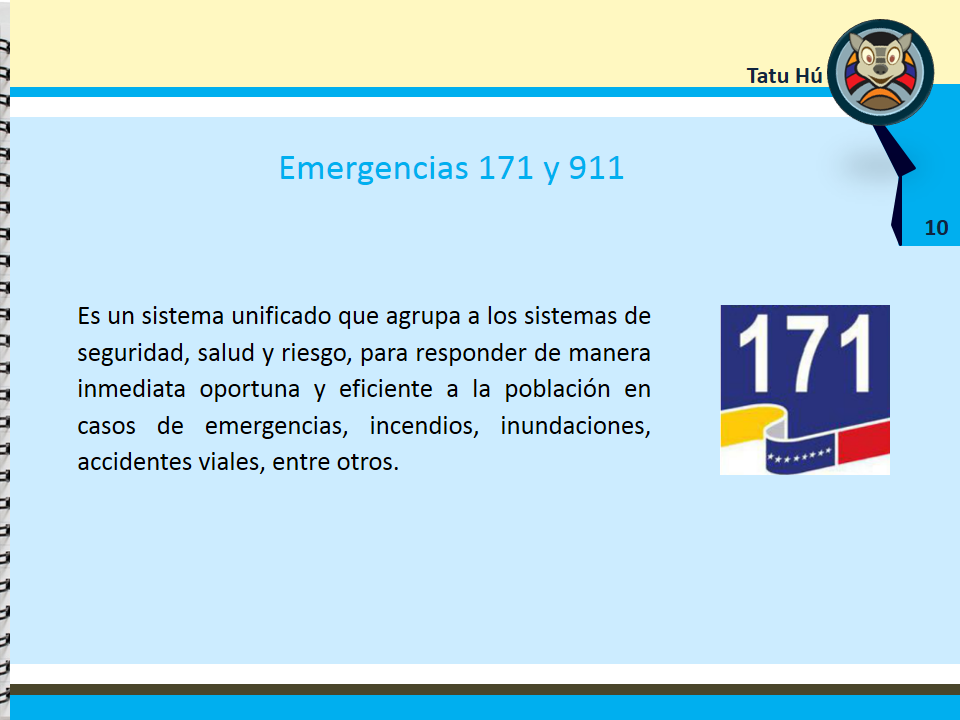 Tatu Hú
Emergencias 171 y 911
10
Es un sistema unificado que agrupa a los sistemas de
seguridad, salud y riesgo, para responder de manera
inmediata oportuna y eficiente a la población en
casos de emergencias, incendios, inundaciones,
accidentes viales, entre otros.
171